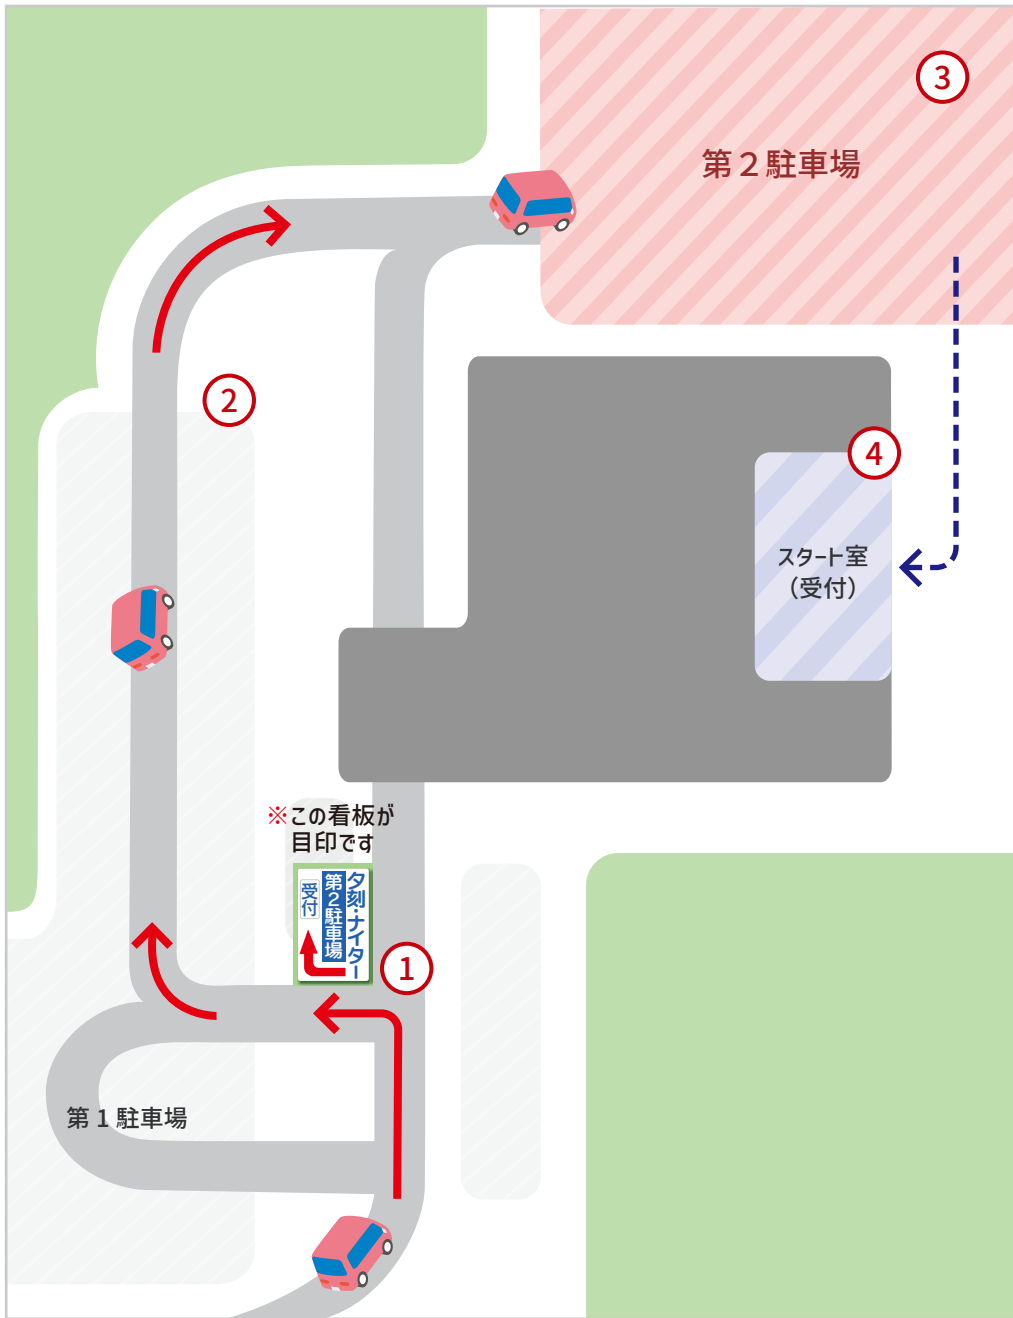 ③
第２駐車場
②
④
スタート室
（受付）
※この看板が
目印です
夕刻・ナイター
第2駐車場
受付
①
第１駐車場